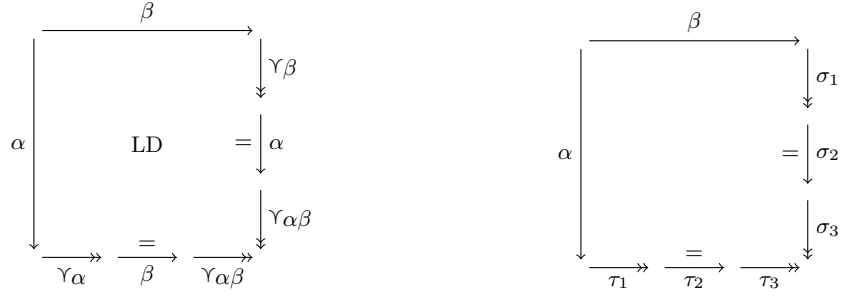 β β
α LD = ϒβ α = σ₁
α σ₂
ϒαβ σ₃
= =
ϒα β ϒαβ τ₁ τ₂ τ₃